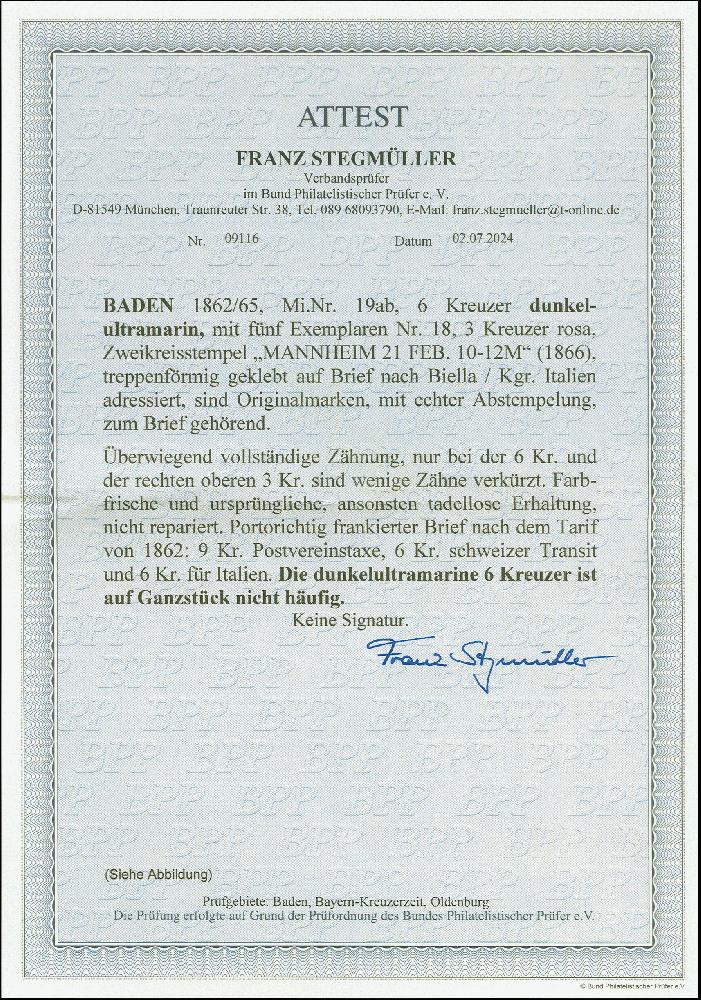 ATTEST
FRANZ STEGMÜLLER
Verbandsprüfer
im Bund Philatelistischer Prüfer e. V.
D-81549 München, Traunreuter Str. 38, Tel. 089 68093790, E-Mail: franz.stegmueller@t-online.de
Nr. 09116 Datum 02.07.2024
BADEN 1862/65, Mi.Nr. 19ab, 6 Kreuzer dunkel-
ultramarin, mit fünf Exemplaren Nr. 18, 3 Kreuzer rosa,
Zweikreisstempel „MANNHEIM 21 FEB. 10-12M“ (1866),
treppenförmig geklebt auf Brief nach Biella / Kgr. Italien
adressiert, sind Originalmarken, mit echter Abstempelung,
zum Brief gehörend.
Überwiegend vollständige Zähnung, nur bei der 6 Kr. und
der rechten oberen 3 Kr. sind wenige Zähne verkürzt. Farb-
frische und ursprüngliche, ansonsten tadellose Erhaltung,
nicht repariert. Portorichtig frankierter Brief nach dem Tarif
von 1862: 9 Kr. Postvereinstaxe, 6 Kr. schweizer Transit
und 6 Kr. für Italien. Die dunkelultramarine 6 Kreuzer ist
auf Ganzstück nicht häufig.
Keine Signatur.
Franz Stegmüller
(Siehe Abbildung)
Prüfgebiete: Baden, Bayern-Kreuzerzeit, Oldenburg
Die Prüfung erfolgte auf Grund der Prüfordnung des Bundes Philatelistischer Prüfer e.V.
© Bund Philatelistischer Prüfer e.V.